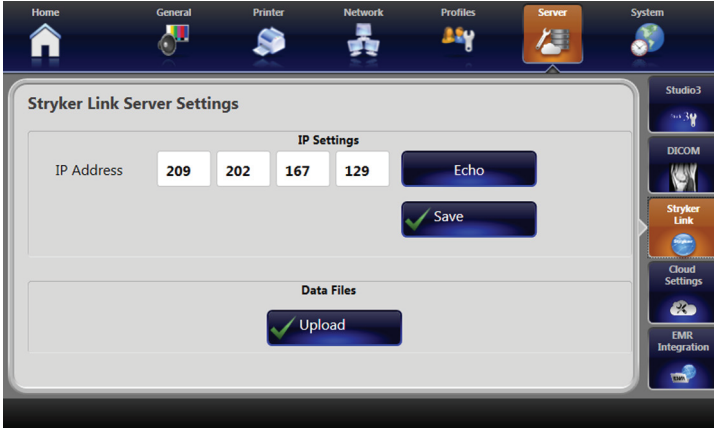 Home General Printer Network Profiles Server System
Stryker Link Server Settings
IP Settings
IP Address 209 202 167 129 Echo
Save
Data Files
Upload
Studio3
DICOM
Stryker
Link
Cloud
Settings
EMR
Integration